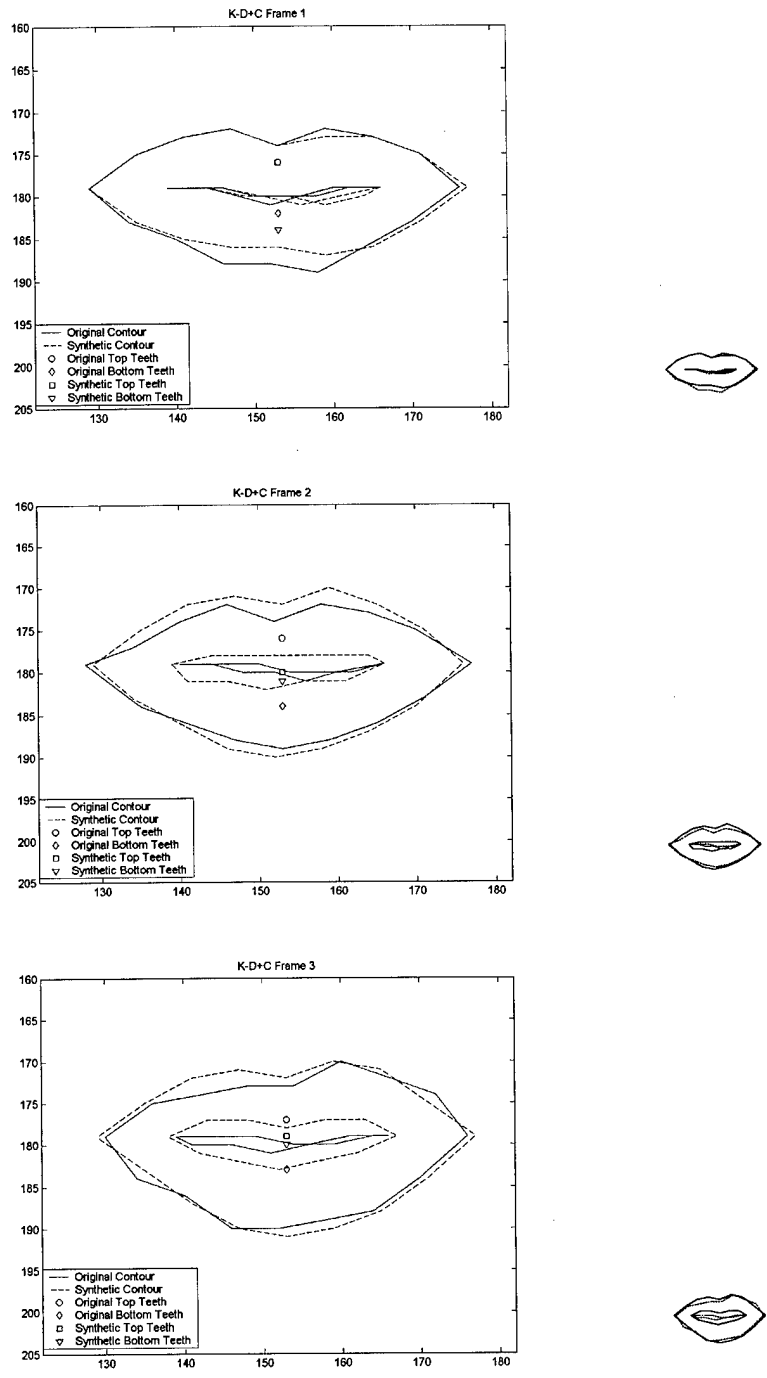 K-D+C Frame 1
160
165
170
175
180
185
190
195
200
205
Original Contour
Synthetic Contour
Original Top Teeth
Original Bottom Teeth
Synthetic Top Teeth
Synthetic Bottom Teeth
130 140 150 160 170 180
K-D+C Frame 2
160
165
170
175
180
185
190
195
200
205
Original Contour
Synthetic Contour
Original Top Teeth
Original Bottom Teeth
Synthetic Top Teeth
Synthetic Bottom Teeth
130 140 150 160 170 180
K-D+C Frame 3
160
165
170
175
180
185
190
195
200
205
Original Contour
Synthetic Contour
Original Top Teeth
Original Bottom Teeth
Synthetic Top Teeth
Synthetic Bottom Teeth
130 140 150 160 170 180